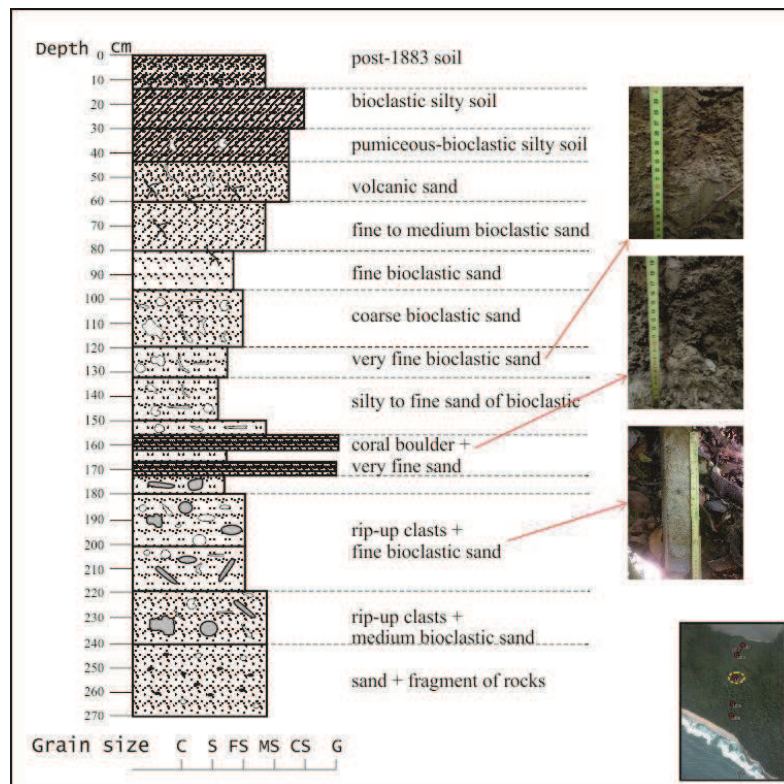 Depth cm
0
10
20
30
40
50
60
70
80
90
100
110
120
130
140
150
160
170
180
190
200
210
220
230
240
250
260
270
post-1883 soil
bioclastic silty soil
pumiceous-bioclastic silty soil
volcanic sand
fine to medium bioclastic sand
fine bioclastic sand
coarse bioclastic sand
very fine bioclastic sand
silty to fine sand of bioclastic
coral boulder +
very fine sand
rip-up clasts +
fine bioclastic sand
rip-up clasts +
medium bioclastic sand
sand + fragment of rocks
Grain size C S FS MS CS G